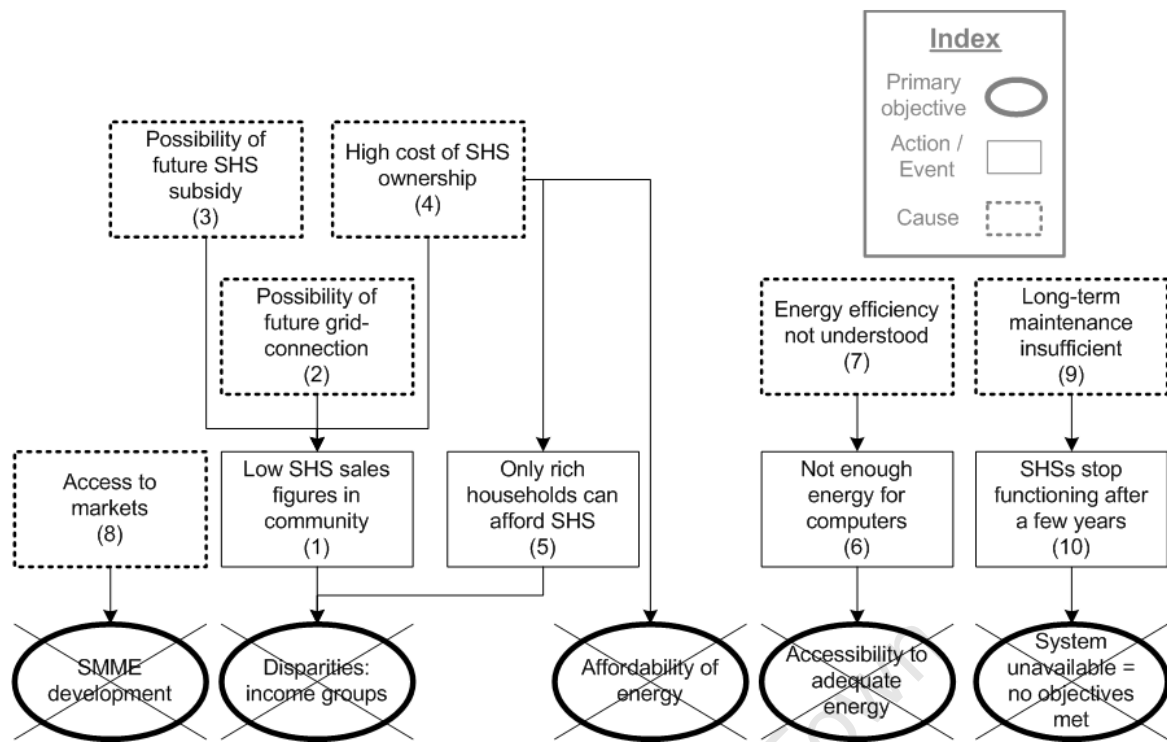 Index
Primary
objective
Action /
Event
Cause
Possibility of
future SHS
subsidy
(3)
High cost of SHS
ownership
(4)
Possibility of
future grid-
connection
(2)
Energy efficiency
not understood
(7)
Long-term
maintenance
insufficient
(9)
Access to
markets
(8)
Low SHS sales
figures in
community
(1)
Only rich
households can
afford SHS
(5)
Not enough
energy for
computers
(6)
SHSs stop
functioning after
a few years
(10)
SMME
development
Disparities:
income groups
Affordability of
energy
Accessibility to
adequate
energy
System
unavailable =
no objectives
met